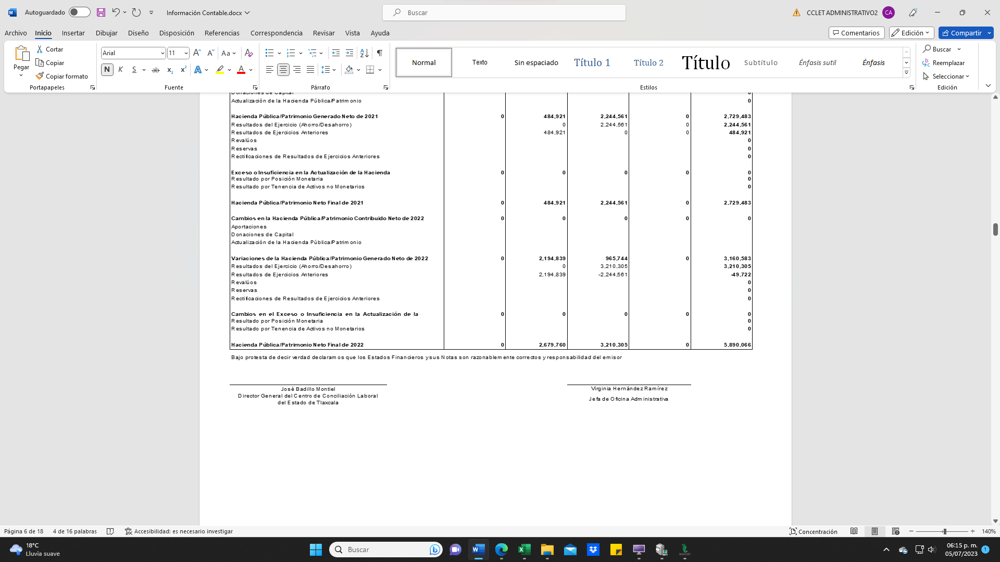 Autoguardado Información Contable.docx Buscar CCLET ADMINISTRATIVO2 CA
Archivo Inicio Insertar Dibujar Diseño Disposición Referencias Correspondencia Revisar Vista Ayuda Comentarios Edición Compartir
Pegar Cortar Copiar Copiar formato
Portapapeles
Arial 11 Aa
N K S ab x₂ x² A A
Fuente
Párrafo
Normal Texto Sin espaciado Título 1 Título 2 Título Subtítulo Énfasis sutil Énfasis
Estilos
Buscar
Reemplazar
Seleccionar
Edición
Donaciones de Capital 0
Actualización de la Hacienda Pública/Patrimonio 0
Hacienda Pública/Patrimonio Generado Neto de 2021 0 484,921 2,244,561 0 2,729,483
Resultados del Ejercicio (Ahorro/Desahorro) 0 2,244,561 0 2,244,561
Resultados de Ejercicios Anteriores 484,921 0 0 484,921
Revalúos 0
Reservas 0
Rectificaciones de Resultados de Ejercicios Anteriores 0
Exceso o Insuficiencia en la Actualización de la Hacienda 0 0 0 0 0
Resultado por Posición Monetaria 0
Resultado por Tenencia de Activos no Monetarios 0
Hacienda Pública/Patrimonio Neto Final de 2021 0 484,921 2,244,561 0 2,729,483
Cambios en la Hacienda Pública/Patrimonio Contribuido Neto de 2022 0 0 0 0 0
Aportaciones
Donaciones de Capital
Actualización de la Hacienda Pública/Patrimonio
Variaciones de la Hacienda Pública/Patrimonio Generado Neto de 2022 0 2,194,839 965,744 0 3,160,583
Resultados del Ejercicio (Ahorro/Desahorro) 0 3,210,305 3,210,305
Resultados de Ejercicios Anteriores 2,194,839 -2,244,561 -49,722
Revalúos 0
Reservas 0
Rectificaciones de Resultados de Ejercicios Anteriores 0
Cambios en el Exceso o Insuficiencia en la Actualización de la 0 0 0 0 0
Resultado por Posición Monetaria 0
Resultado por Tenencia de Activos no Monetarios 0
Hacienda Pública/Patrimonio Neto Final de 2022 0 2,679,760 3,210,305 0 5,890,066
Bajo protesta de decir verdad declaramos que los Estados Financieros y sus Notas son razonablemente correctos y responsabilidad del emisor
José Badillo Montiel
Director General del Centro de Conciliación Laboral
del Estado de Tlaxcala
Virginia Hernández Ramírez
Jefa de Oficina Administrativa
Página 6 de 18 4 de 16 palabras Accesibilidad: es necesario investigar Concentración 140%
18°C
Lluvia suave
Buscar
06:15 p. m.
05/07/2023
1